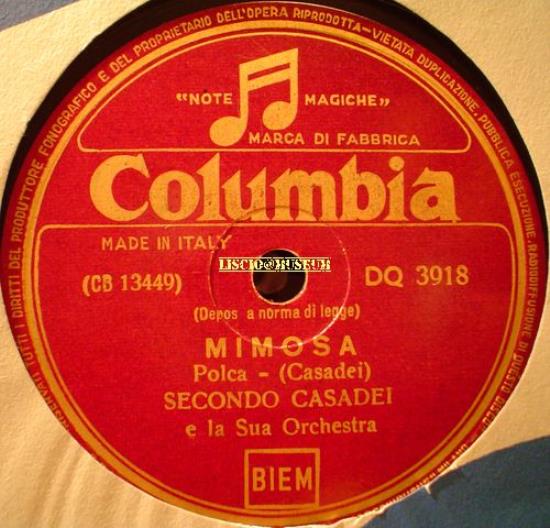 RISERVATI TUTTI I DIRITTI DEL PRODUTTORE FONOGRAFICO E DEL PROPRIETARIO DELL'OPERA RIPRODOTTA - VIETATA DUPLICAZIONE, PUBBLICA ESECUZIONE, RADIODIFFUSIONE DI QUESTO DISCO
"NOTE MAGICHE"
MARCA DI FABBRICA
Columbia
MADE IN ITALY
LISCIO@MUSEUM
(CB 13449) DQ 3918
(Depos a norma di legge)
MIMOSA
Polca - (Casadei)
SECONDO CASADEI
e la Sua Orchestra
BIEM